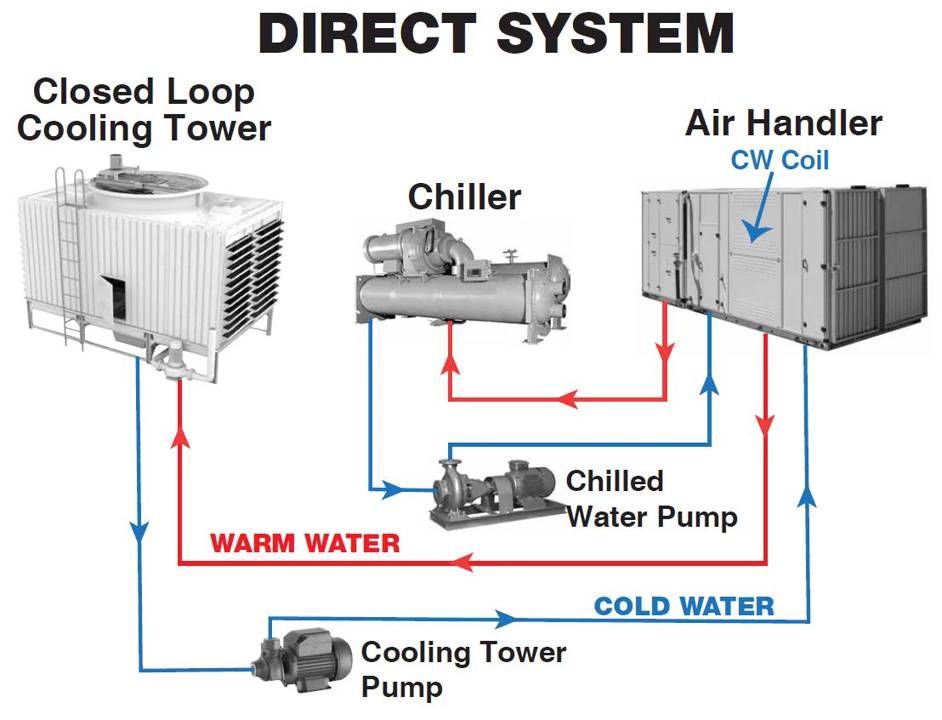 DIRECT SYSTEM
Closed Loop
Cooling Tower
Chiller
Air Handler
CW Coil
Chilled
Water Pump
WARM WATER
COLD WATER
Cooling Tower
Pump